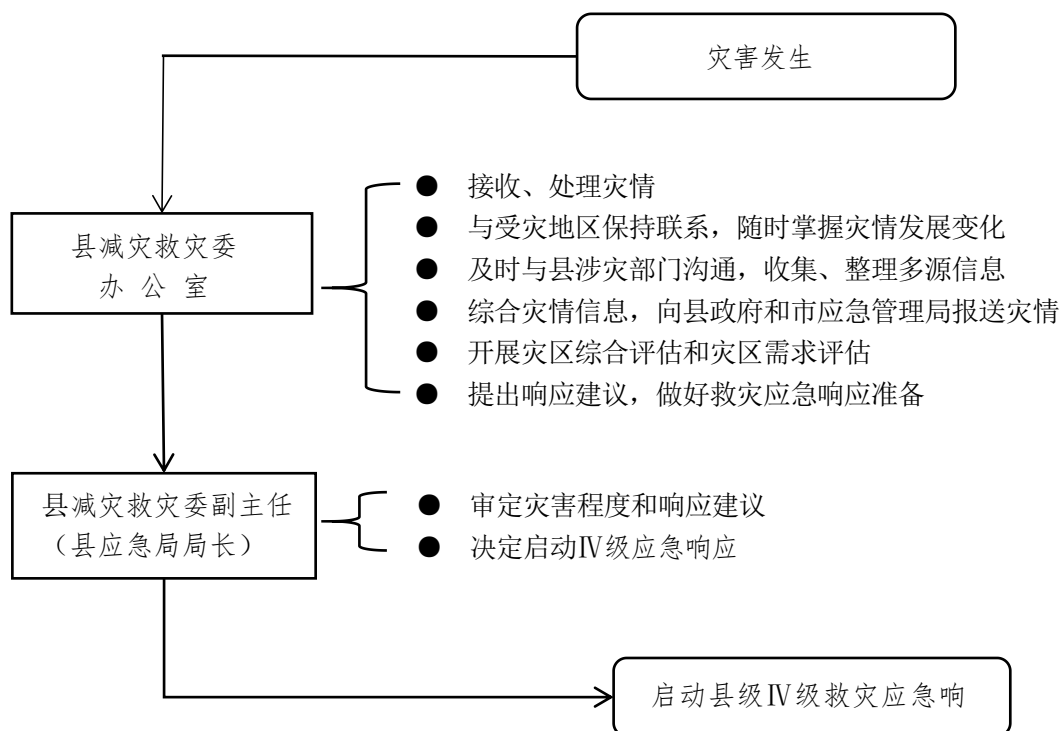 灾害发生
● 接收、处理灾情
● 与受灾地区保持联系，随时掌握灾情发展变化
● 及时与县涉灾部门沟通，收集、整理多源信息
● 综合灾情信息，向县政府和市应急管理局报送灾情
● 开展灾区综合评估和灾区需求评估
● 提出响应建议，做好救灾应急响应准备
县减灾救灾委
办 公 室
县减灾救灾委副主任
（县应急局局长）
● 审定灾害程度和响应建议
● 决定启动Ⅳ级应急响应
启动县级Ⅳ级救灾应急响